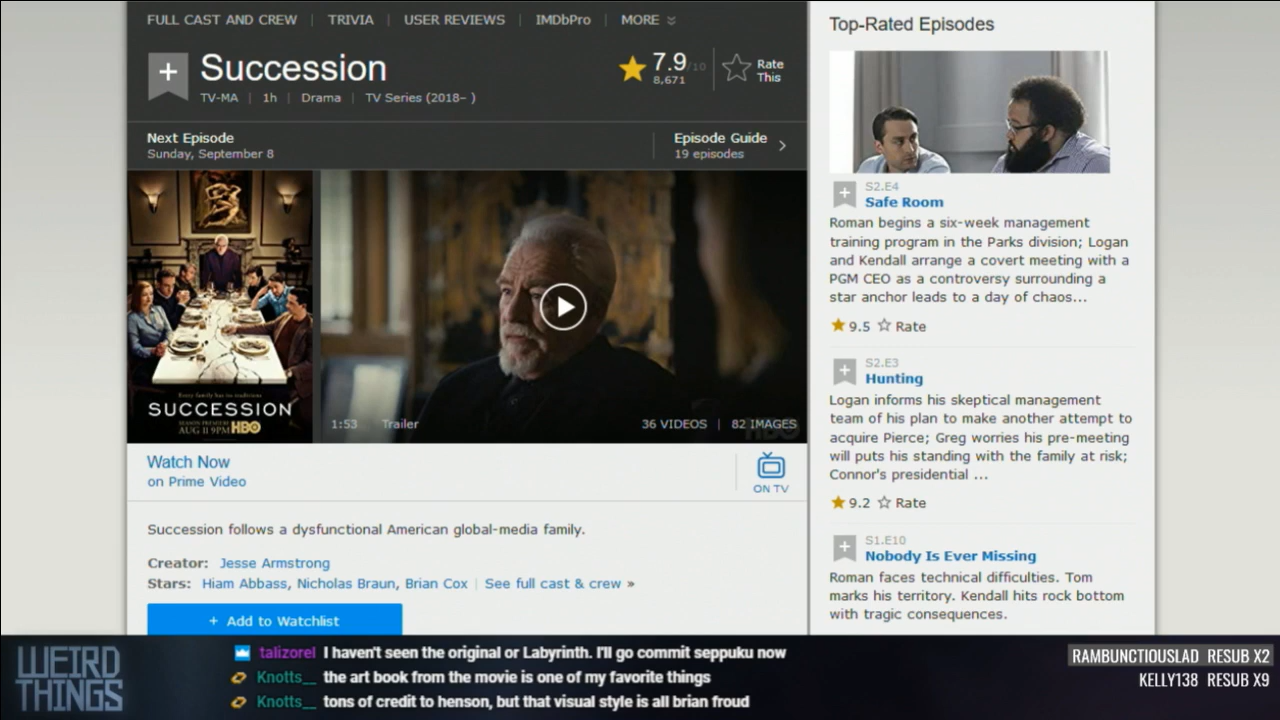 FULL CAST AND CREW | TRIVIA | USER REVIEWS | IMDbPro | MORE
+ Succession
7.9/10
8,671
Rate
This
TV-MA | 1h | Drama | TV Series (2018– )
Next Episode
Sunday, September 8
Episode Guide
19 episodes
SUCCESSION
SEASON PREMIERE
AUG 11 9PM HBO
1:53 Trailer
36 VIDEOS | 82 IMAGES
HBO
Watch Now
on Prime Video
ON TV
Succession follows a dysfunctional American global-media family.
Creator: Jesse Armstrong
Stars: Hiam Abbass, Nicholas Braun, Brian Cox | See full cast & crew »
+ Add to Watchlist
Top-Rated Episodes
S2.E4
Safe Room
Roman begins a six-week management
training program in the Parks division; Logan
and Kendall arrange a covert meeting with a
PGM CEO as a controversy surrounding a
star anchor leads to a day of chaos...
9.5 Rate
S2.E3
Hunting
Logan informs his skeptical management
team of his plan to make another attempt to
acquire Pierce; Greg worries his pre-meeting
will puts his standing with the family at risk;
Connor's presidential ...
9.2 Rate
S1.E10
Nobody Is Ever Missing
Roman faces technical difficulties. Tom
marks his territory. Kendall hits rock bottom
with tragic consequences.
WEIRD
THINGS
talizorel I haven't seen the original or Labyrinth. I'll go commit seppuku now
Knotts__ the art book from the movie is one of my favorite things
Knotts__ tons of credit to henson, but that visual style is all brian froud
RAMBUNCTIOUSLAD RESUB X2
KELLY138 RESUB X9